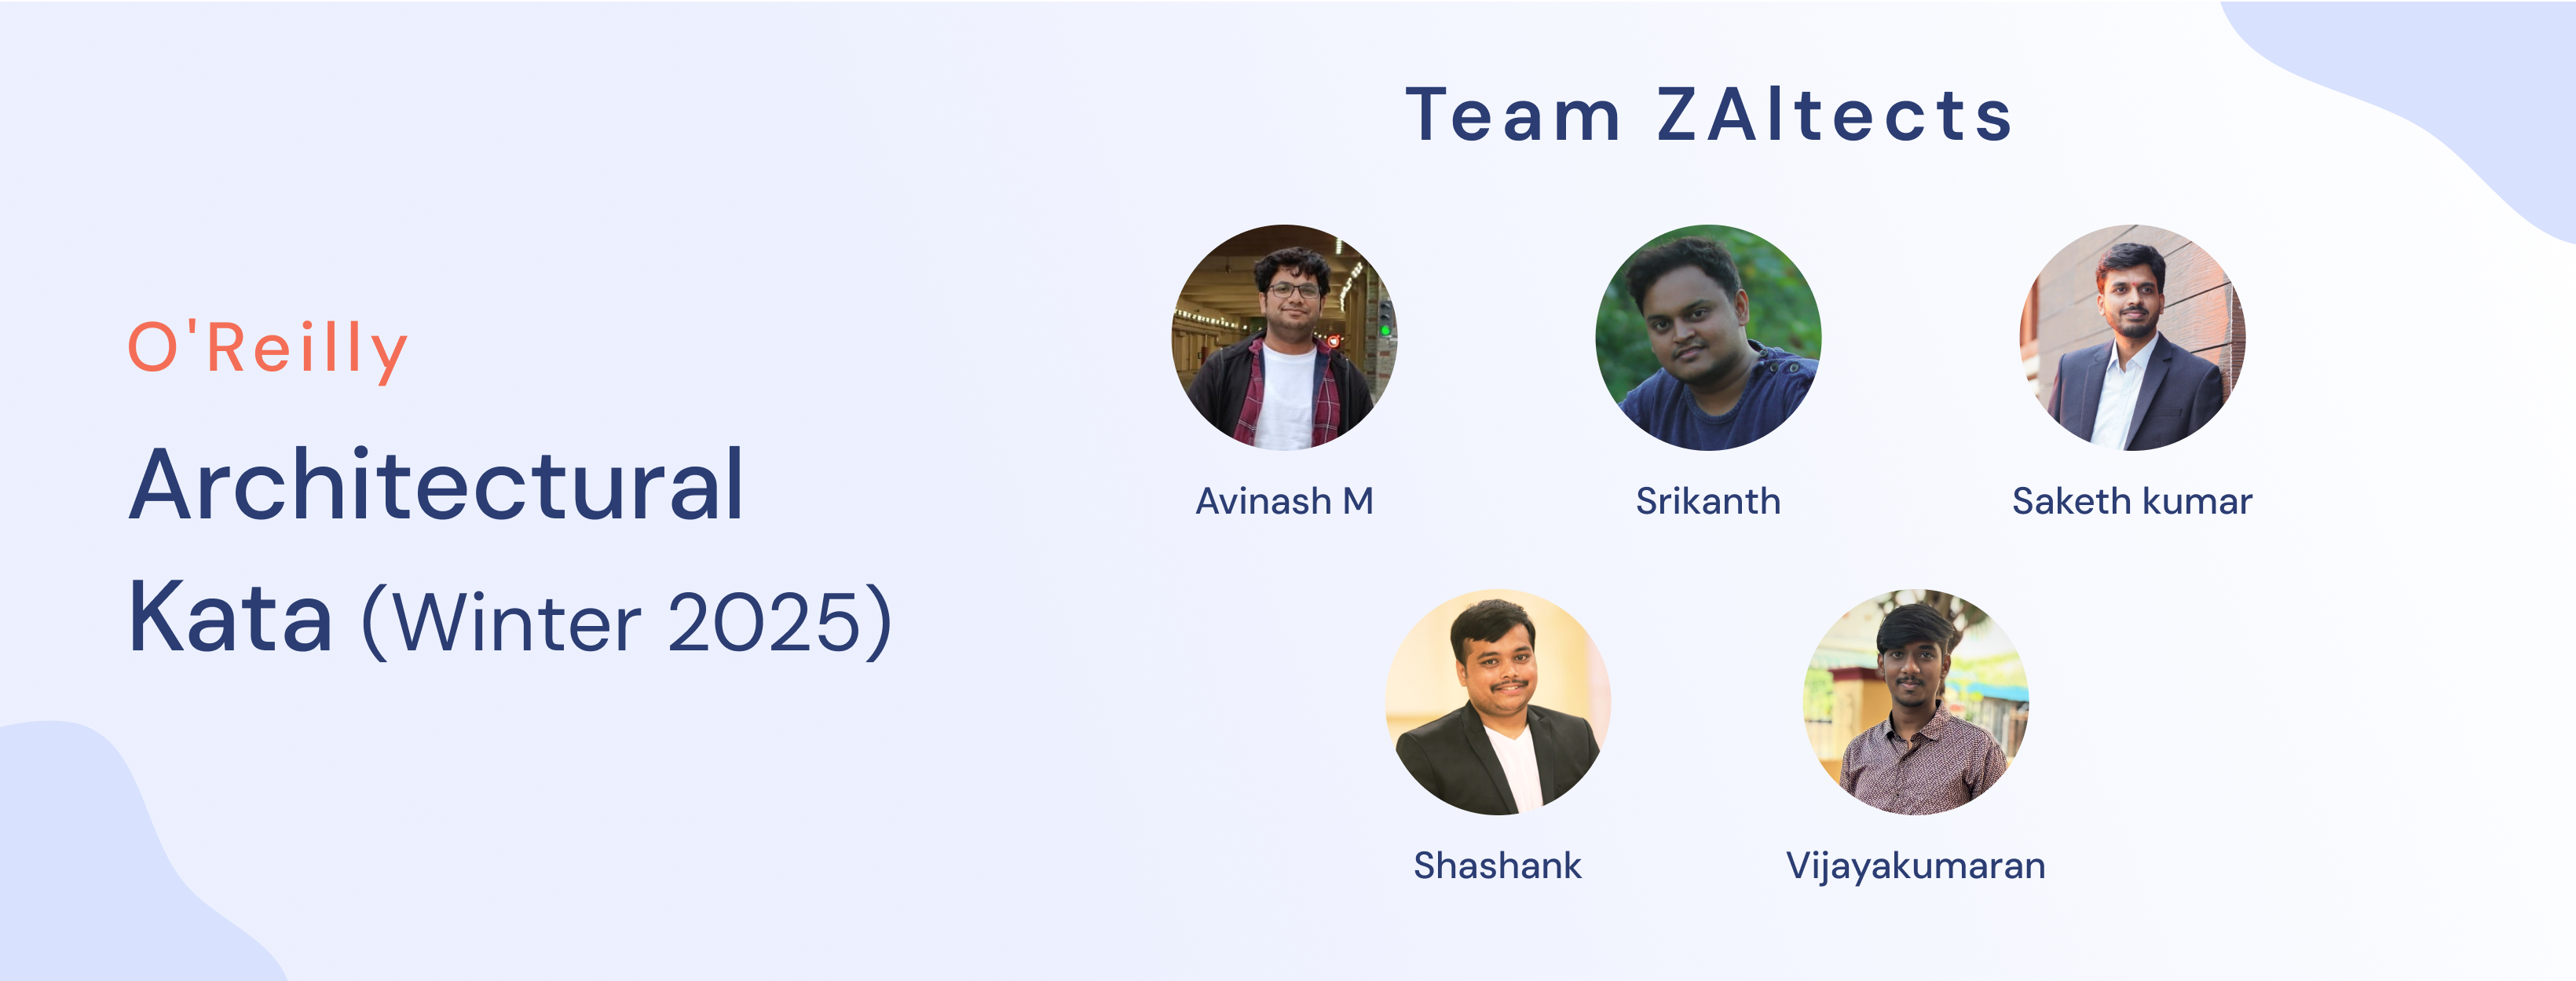 Team ZAItects
O'Reilly
Architectural
Kata (Winter 2025)
Avinash M
Srikanth
Saketh kumar
Shashank
Vijayakumaran